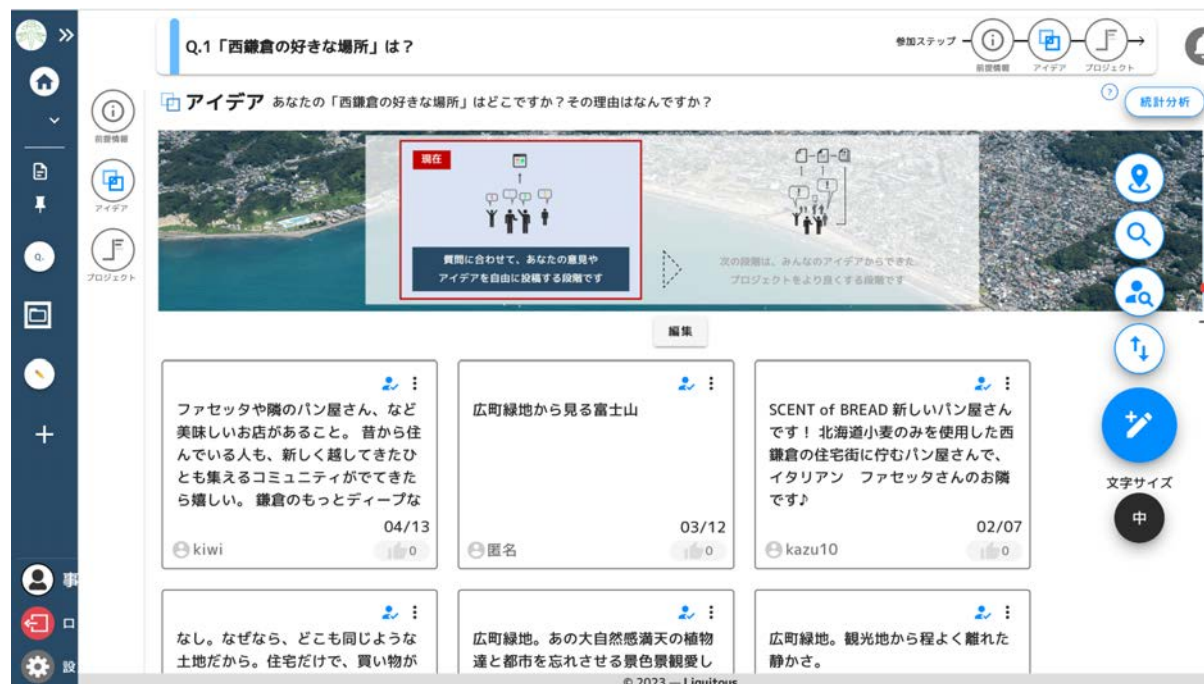 Q.1「西鎌倉の好きな場所」は？
参加ステップ
前提情報
アイデア
プロジェクト
前提情報
アイデア
プロジェクト
アイデア あなたの「西鎌倉の好きな場所」はどこですか？その理由はなんですか？
?
統計分析
現在
質問に合わせて、あなたの意見や
アイデアを自由に投稿する段階です
次の段階は、みんなのアイデアからできた
プロジェクトをより良くする段階です
編集
Q.
ファセッタや隣のパン屋さん、など
美味しいお店があること。 昔から住
んでいる人も、新しく越してきたひ
とも集えるコミュニティがでてきた
ら嬉しい。 鎌倉のもっとディープな
04/13
kiwi
0
広町緑地から見る富士山
03/12
匿名
0
SCENT of BREAD 新しいパン屋さん
です！ 北海道小麦のみを使用した西
鎌倉の住宅街に佇むパン屋さんで、
イタリアン　ファセッタさんのお隣
です♪
02/07
kazu10
0
文字サイズ
中
なし。なぜなら、どこも同じような
土地だから。住宅だけで、買い物が
広町緑地。あの大自然感満天の植物
達と都市を忘れさせる景色景観愛し
広町緑地。観光地から程よく離れた
静かさ。
事
ロ
設
© 2023 — Liquitous